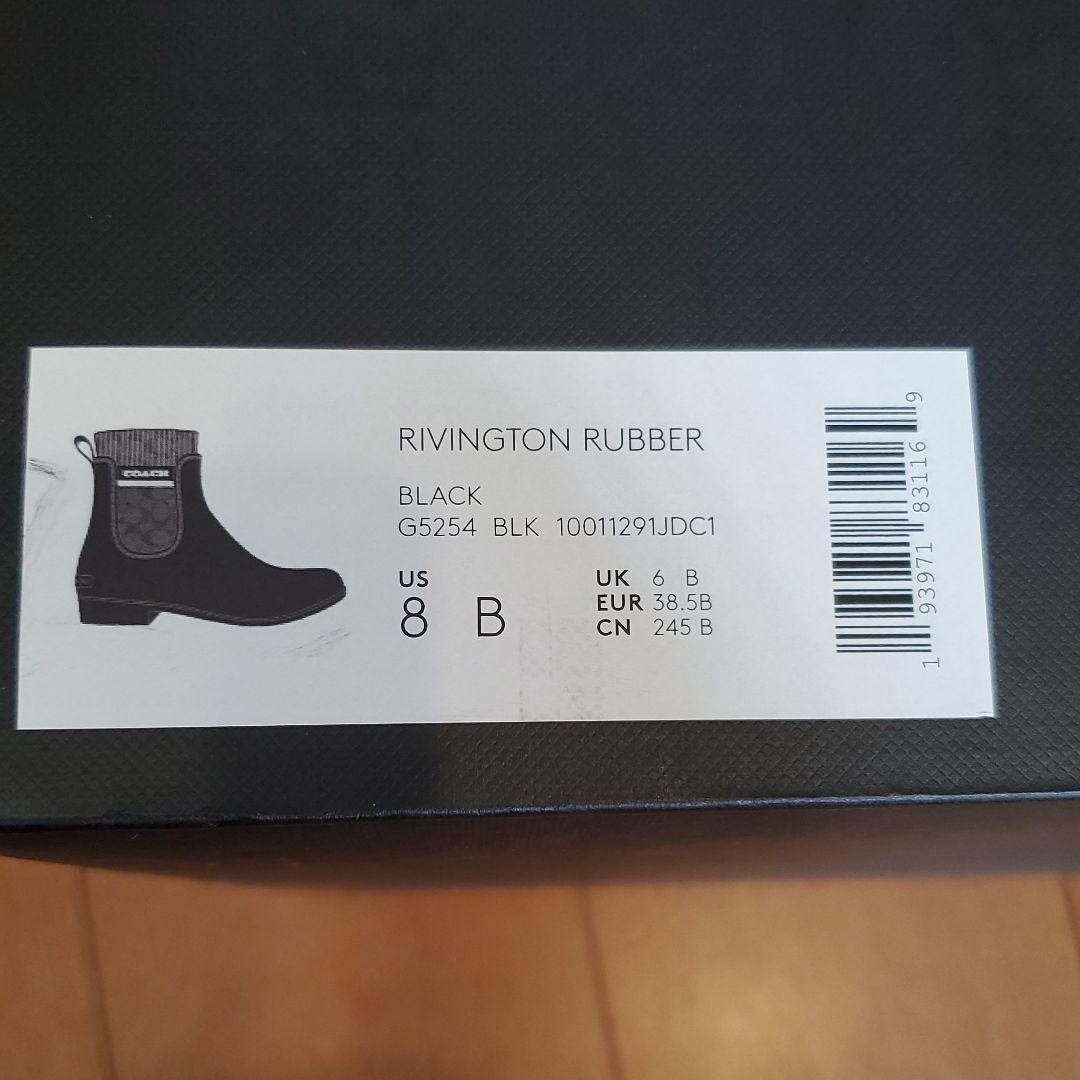 COACH
RIVINGTON RUBBER
BLACK
G5254 BLK 10011291JDC1
US
8 B
UK 6 B
EUR 38.5B
CN 245 B
1 93971 83116 9